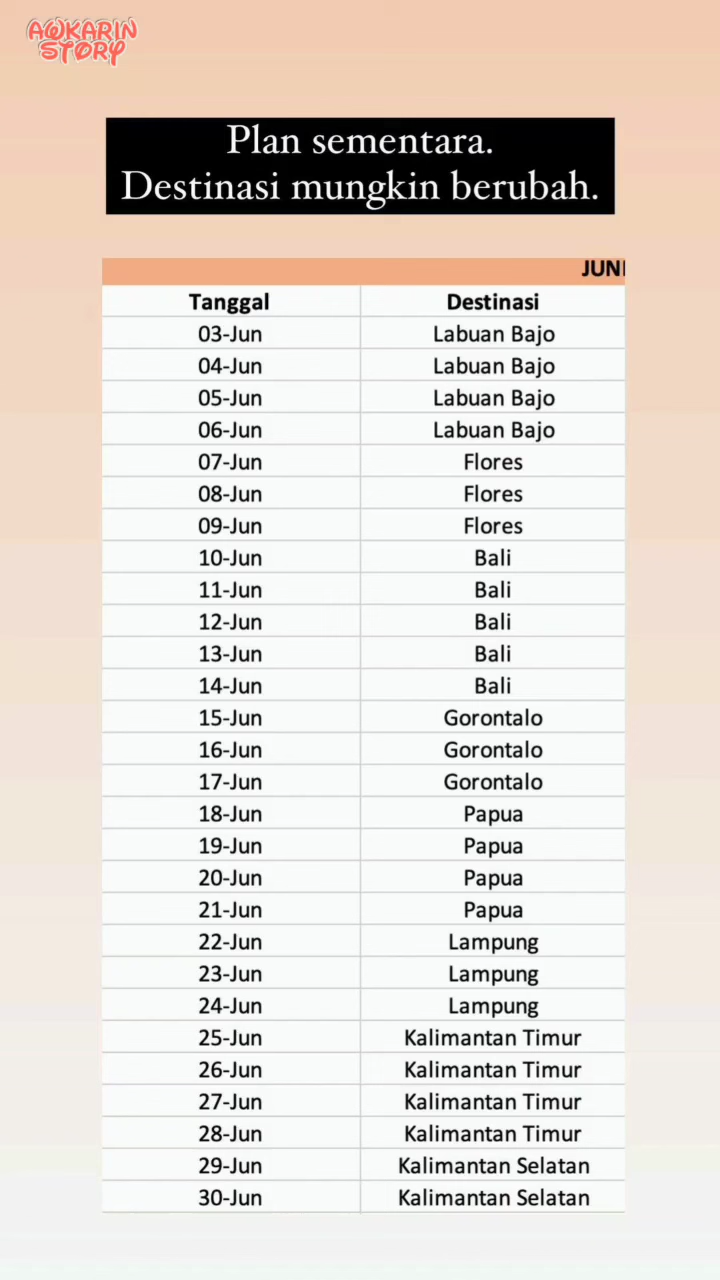 AWKARIN
STORY
Plan sementara.
Destinasi mungkin berubah.
JUNI
Tanggal Destinasi
03-Jun Labuan Bajo
04-Jun Labuan Bajo
05-Jun Labuan Bajo
06-Jun Labuan Bajo
07-Jun Flores
08-Jun Flores
09-Jun Flores
10-Jun Bali
11-Jun Bali
12-Jun Bali
13-Jun Bali
14-Jun Bali
15-Jun Gorontalo
16-Jun Gorontalo
17-Jun Gorontalo
18-Jun Papua
19-Jun Papua
20-Jun Papua
21-Jun Papua
22-Jun Lampung
23-Jun Lampung
24-Jun Lampung
25-Jun Kalimantan Timur
26-Jun Kalimantan Timur
27-Jun Kalimantan Timur
28-Jun Kalimantan Timur
29-Jun Kalimantan Selatan
30-Jun Kalimantan Selatan